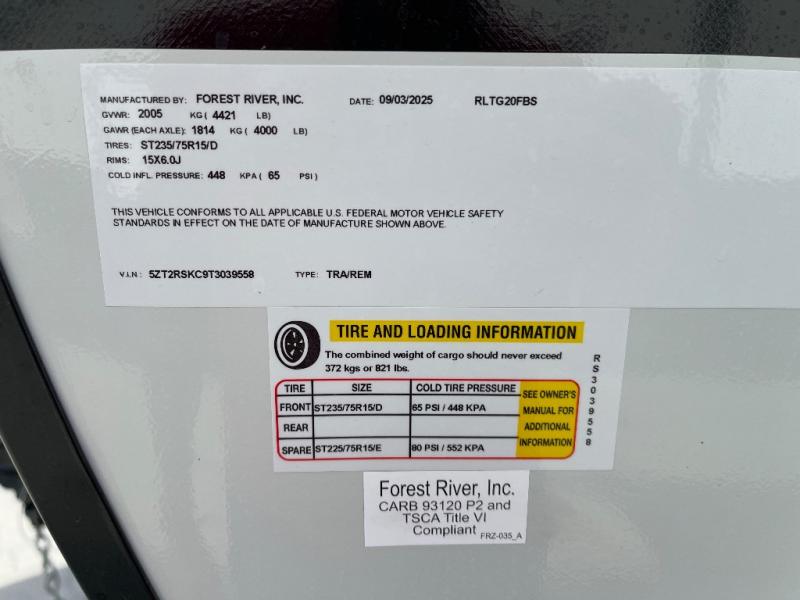 MANUFACTURED BY: FOREST RIVER, INC. DATE: 09/03/2025 RLTG20FBS
GVWR: 2005 KG ( 4421 LB)
GAWR (EACH AXLE): 1814 KG ( 4000 LB)
TIRES: ST235/75R15/D
RIMS: 15X6.0J
COLD INFL. PRESSURE: 448 KPA ( 65 PSI )
THIS VEHICLE CONFORMS TO ALL APPLICABLE U.S. FEDERAL MOTOR VEHICLE SAFETY
STANDARDS IN EFFECT ON THE DATE OF MANUFACTURE SHOWN ABOVE.
V.I.N: 5ZT2RSKC9T3039558 TYPE: TRA/REM
TIRE AND LOADING INFORMATION
The combined weight of cargo should never exceed
372 kgs or 821 lbs.
TIRE SIZE COLD TIRE PRESSURE
FRONT ST235/75R15/D 65 PSI / 448 KPA
REAR
SPARE ST225/75R15/E 80 PSI / 552 KPA
SEE OWNER'S
MANUAL FOR
ADDITIONAL
INFORMATION
RS3039558
Forest River, Inc.
CARB 93120 P2 and
TSCA Title VI
Compliant
FRZ-035_A